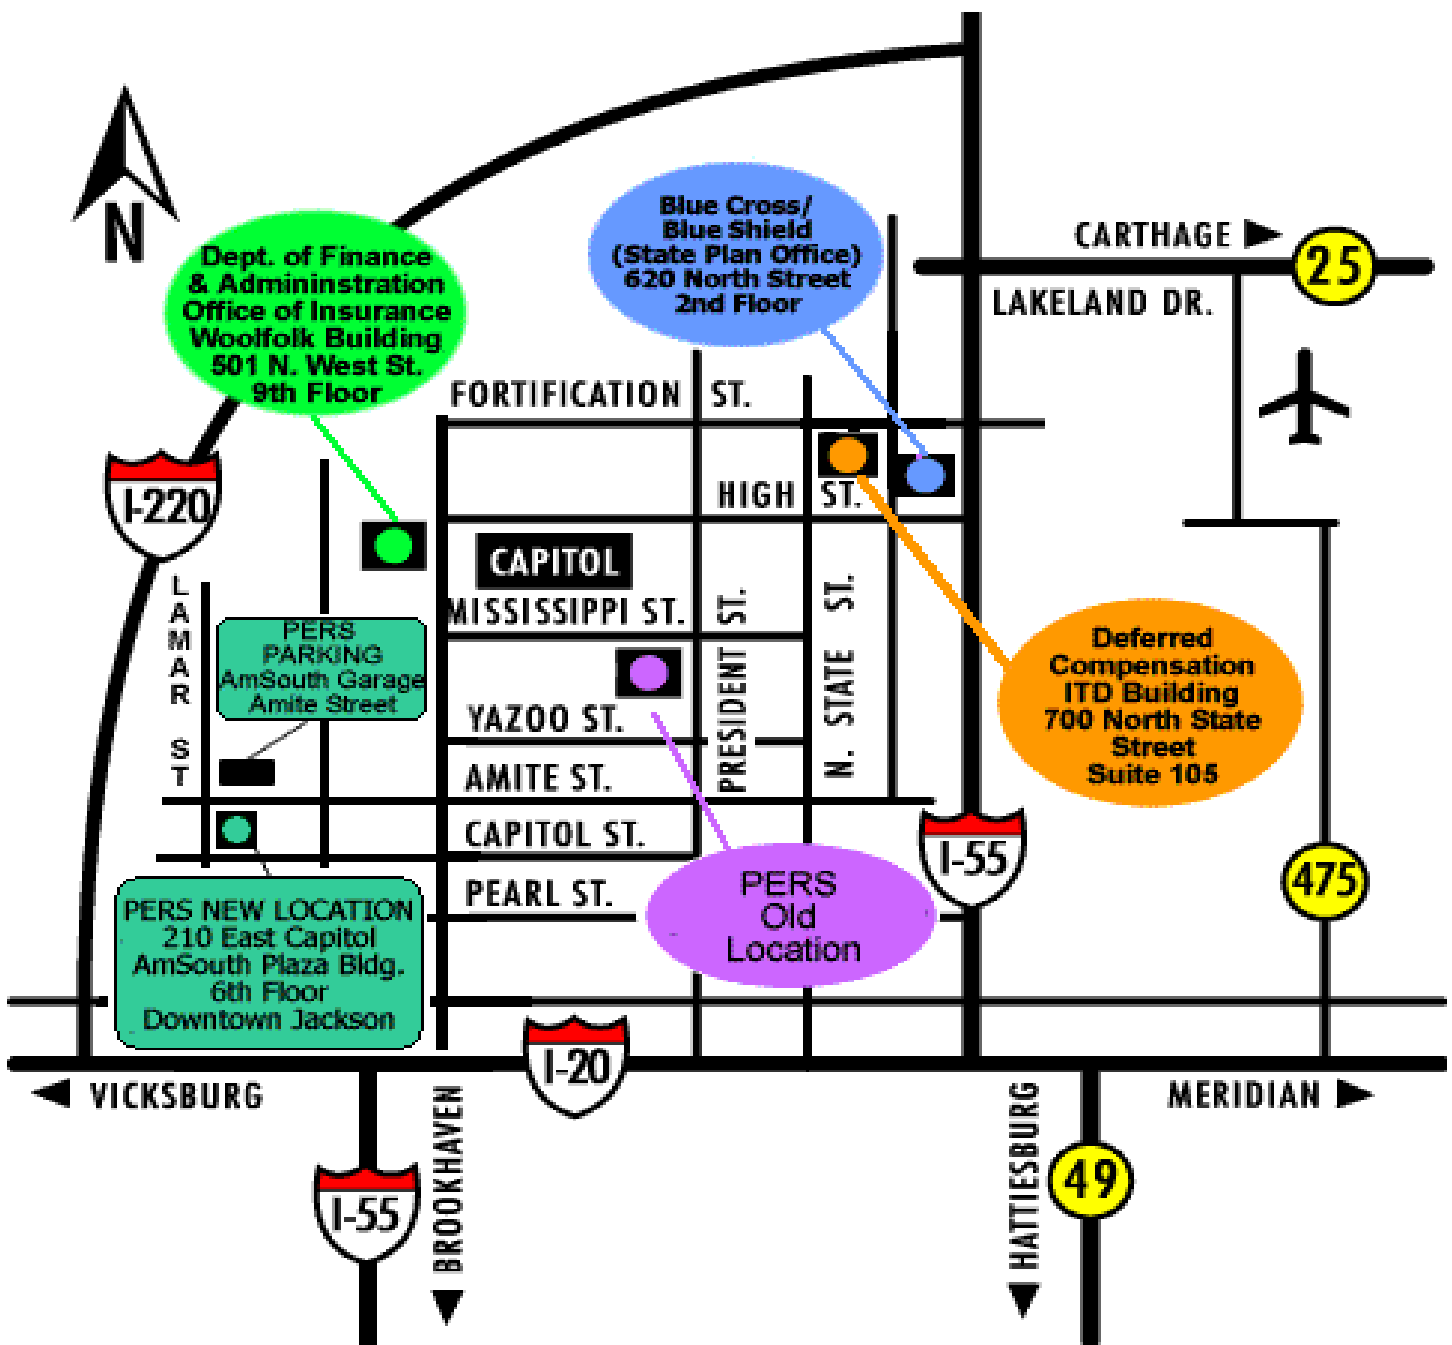 N
Dept. of Finance
& Admininstration
Office of Insurance
Woolfolk Building
501 N. West St.
9th Floor
Blue Cross/
Blue Shield
(State Plan Office)
620 North Street
2nd Floor
CARTHAGE
25
LAKELAND DR.
FORTIFICATION ST.
I-220
HIGH ST.
CAPITOL
MISSISSIPPI ST.
LAMAR ST
PERS
PARKING
AmSouth Garage
Amite Street
PRESIDENT ST.
N. STATE ST.
Deferred
Compensation
ITD Building
700 North State
Street
Suite 105
YAZOO ST.
AMITE ST.
CAPITOL ST.
I-55
475
PEARL ST.
PERS
Old
Location
PERS NEW LOCATION
210 East Capitol
AmSouth Plaza Bldg.
6th Floor
Downtown Jackson
I-20
VICKSBURG
MERIDIAN
BROOKHAVEN
HATTIESBURG
I-55
49